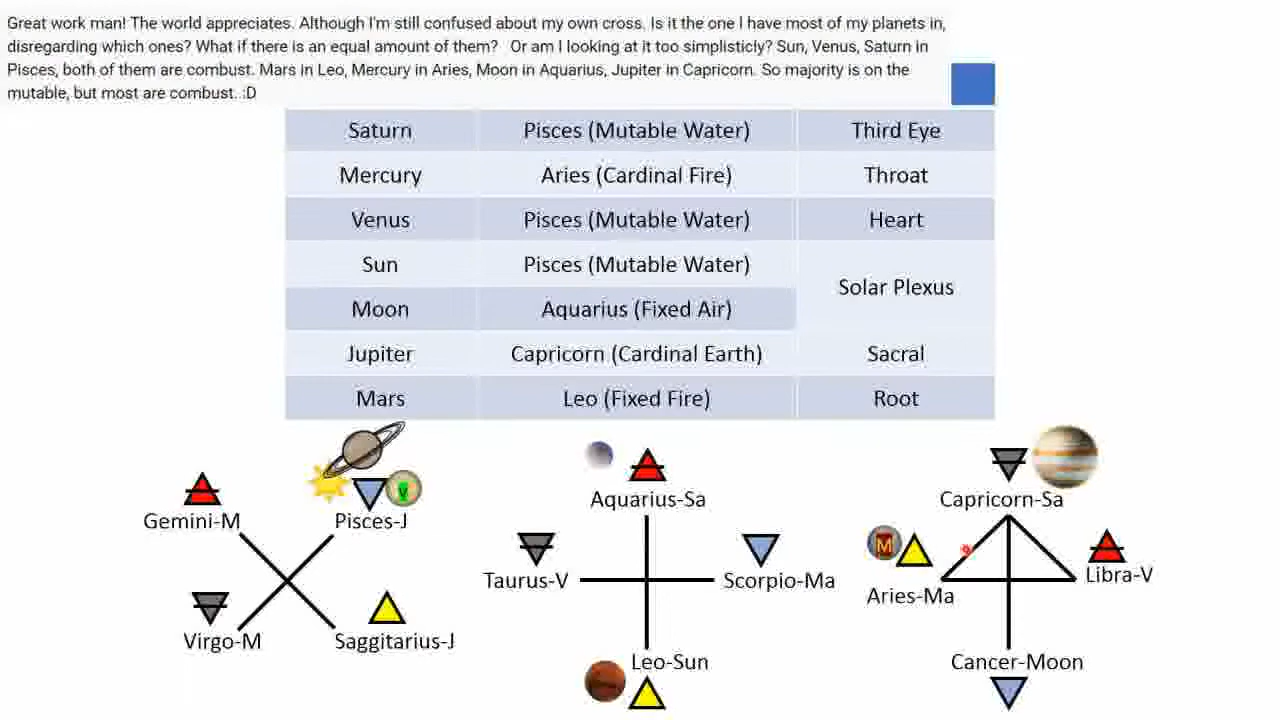 Great work man! The world appreciates. Although I'm still confused about my own cross. Is it the one I have most of my planets in,
disregarding which ones? What if there is an equal amount of them?   Or am I looking at it too simplisticly? Sun, Venus, Saturn in
Pisces, both of them are combust. Mars in Leo, Mercury in Aries, Moon in Aquarius, Jupiter in Capricorn. So majority is on the
mutable, but most are combust. :D
Saturn Pisces (Mutable Water) Third Eye
Mercury Aries (Cardinal Fire) Throat
Venus Pisces (Mutable Water) Heart
Sun Pisces (Mutable Water)
Solar Plexus
Moon Aquarius (Fixed Air)
Jupiter Capricorn (Cardinal Earth) Sacral
Mars Leo (Fixed Fire) Root
Gemini-M
V
Pisces-J
Virgo-M
Saggitarius-J
Aquarius-Sa
Taurus-V
Scorpio-Ma
Leo-Sun
Capricorn-Sa
M
Aries-Ma
Libra-V
Cancer-Moon